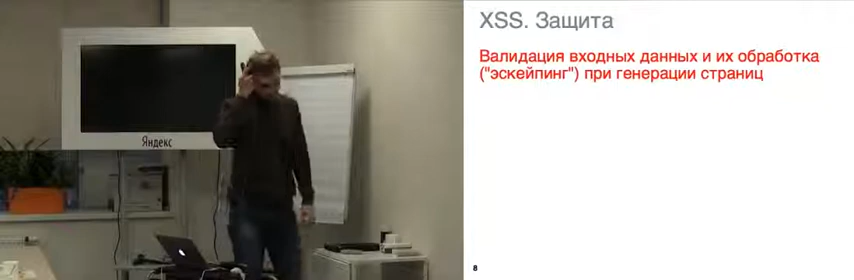 XSS. Защита
Валидация входных данных и их обработка
("эскейпинг") при генерации страниц
Яндекс
8